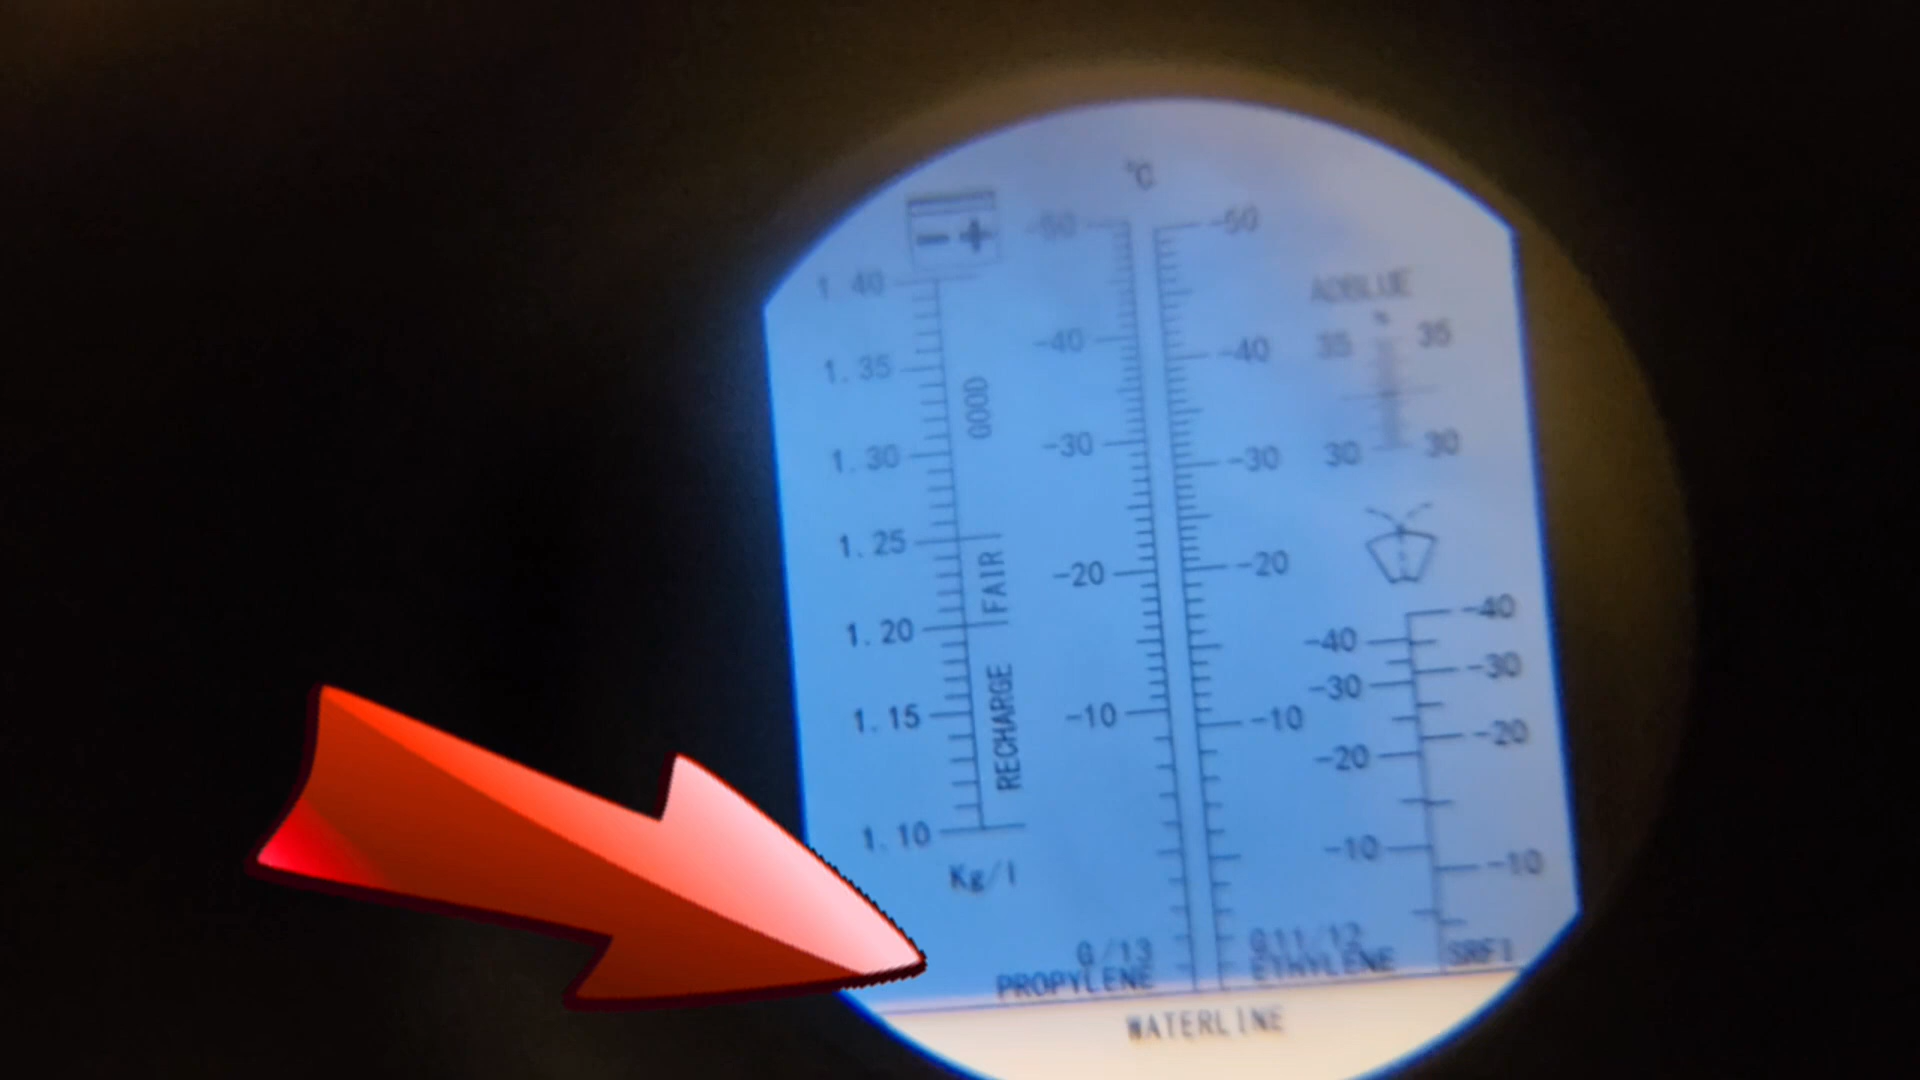 °C
- +
-50 -50
1.40
ADBLUE
%
35 35
1.35
-40 -40
GOOD
1.30
-30 -30
30 30
1.25
FAIR
-20 -20
1.20
-40 -40
RECHARGE
-30 -30
1.15
-10 -10
-20 -20
1.10
-10 -10
Kg/l
G/13 G11/12
PROPYLENE ETHYLENE
WATERLINE